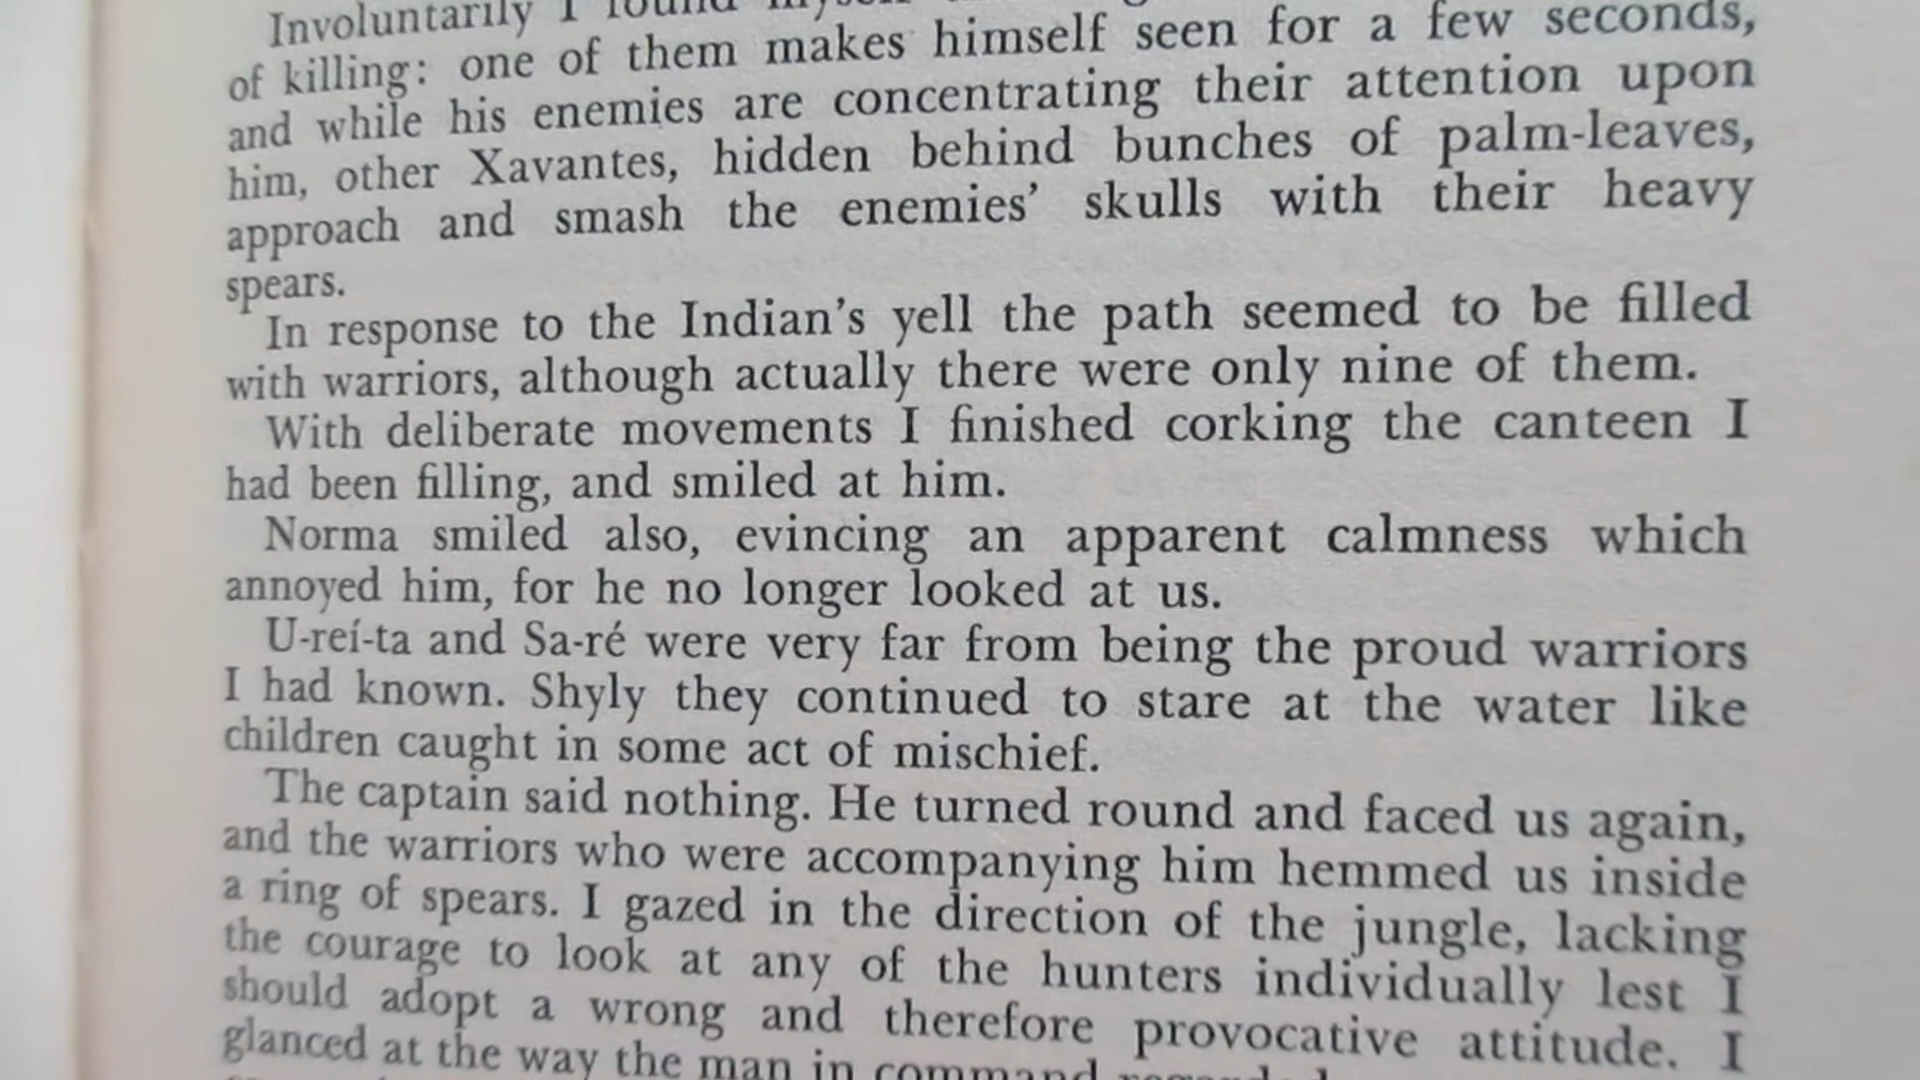 Involuntarily I found myself
of killing: one of them makes himself seen for a few seconds,
and while his enemies are concentrating their attention upon
him, other Xavantes, hidden behind bunches of palm-leaves,
approach and smash the enemies’ skulls with their heavy
spears.
In response to the Indian’s yell the path seemed to be filled
with warriors, although actually there were only nine of them.
With deliberate movements I finished corking the canteen I
had been filling, and smiled at him.
Norma smiled also, evincing an apparent calmness which
annoyed him, for he no longer looked at us.
U-reí-ta and Sa-ré were very far from being the proud warriors
I had known. Shyly they continued to stare at the water like
children caught in some act of mischief.
The captain said nothing. He turned round and faced us again,
and the warriors who were accompanying him hemmed us inside
a ring of spears. I gazed in the direction of the jungle, lacking
the courage to look at any of the hunters individually lest I
should adopt a wrong and therefore provocative attitude. I
glanced at the way the man in command